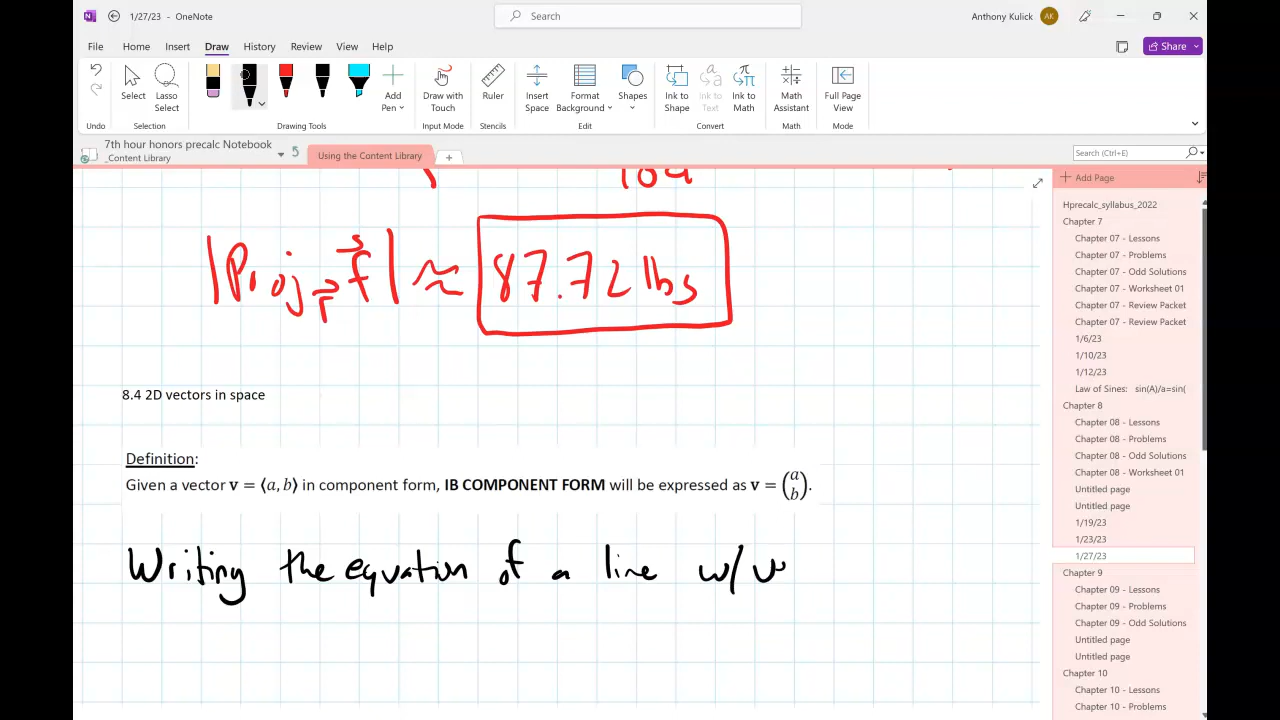 1/27/23 - OneNote
Search
Anthony Kulick
AK
File Home Insert Draw History Review View Help
Share
Undo
Select
Lasso Select
Add Pen
Draw with Touch
Ruler
Insert Space
Format Background
Shapes
Ink to Shape
Ink to Text
Ink to Math
Math Assistant
Full Page View
Selection
Drawing Tools
Input Mode
Stencils
Edit
Convert
Math
Mode
7th hour honors precalc Notebook
_Content Library
Using the Content Library
Search (Ctrl+E)
|Proj r⃗ f⃗| ≈ 87.72 lbs
8.4 2D vectors in space
Definition:
Given a vector v = ⟨a, b⟩ in component form, IB COMPONENT FORM will be expressed as v = (a b).
Writing the equation of a line w/
Add Page
Hprecalc_syllabus_2022
Chapter 7
Chapter 07 - Lessons
Chapter 07 - Problems
Chapter 07 - Odd Solutions
Chapter 07 - Worksheet 01
Chapter 07 - Review Packet
Chapter 07 - Review Packet
1/6/23
1/10/23
1/12/23
Law of Sines: sin(A)/a=sin(
Chapter 8
Chapter 08 - Lessons
Chapter 08 - Problems
Chapter 08 - Odd Solutions
Chapter 08 - Worksheet 01
Untitled page
Untitled page
1/19/23
1/23/23
1/27/23
Chapter 9
Chapter 09 - Lessons
Chapter 09 - Problems
Chapter 09 - Odd Solutions
Untitled page
Untitled page
Chapter 10
Chapter 10 - Lessons
Chapter 10 - Problems